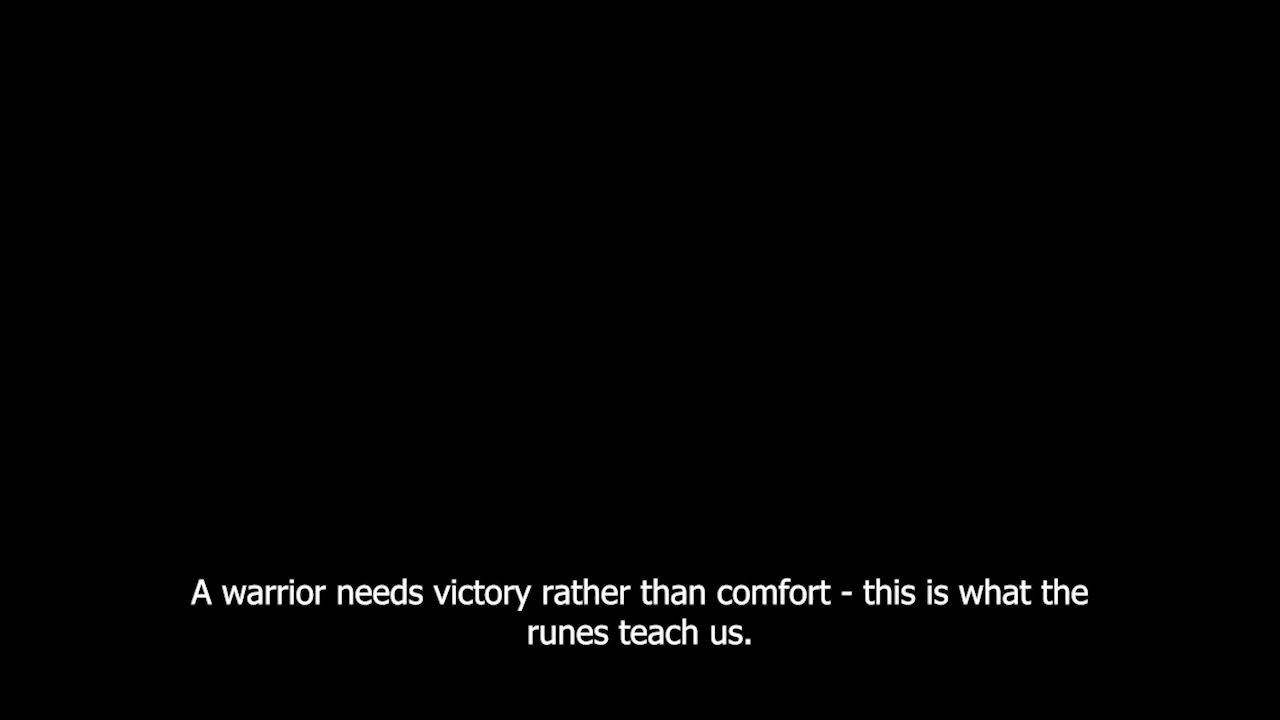 A warrior needs victory rather than comfort - this is what the
runes teach us.